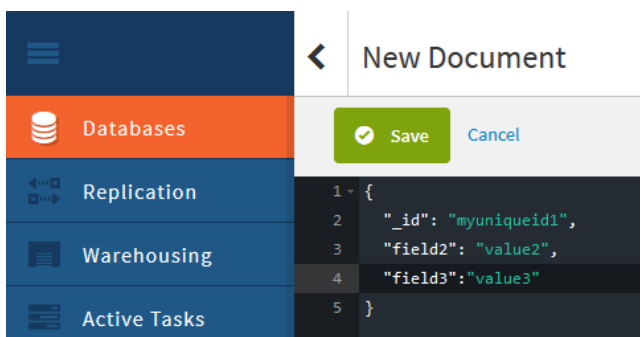 New Document
Databases
Save Cancel
Replication
Warehousing
Active Tasks
1 {
2 "_id": "myuniqueid1",
3 "field2": "value2",
4 "field3":"value3"
5 }